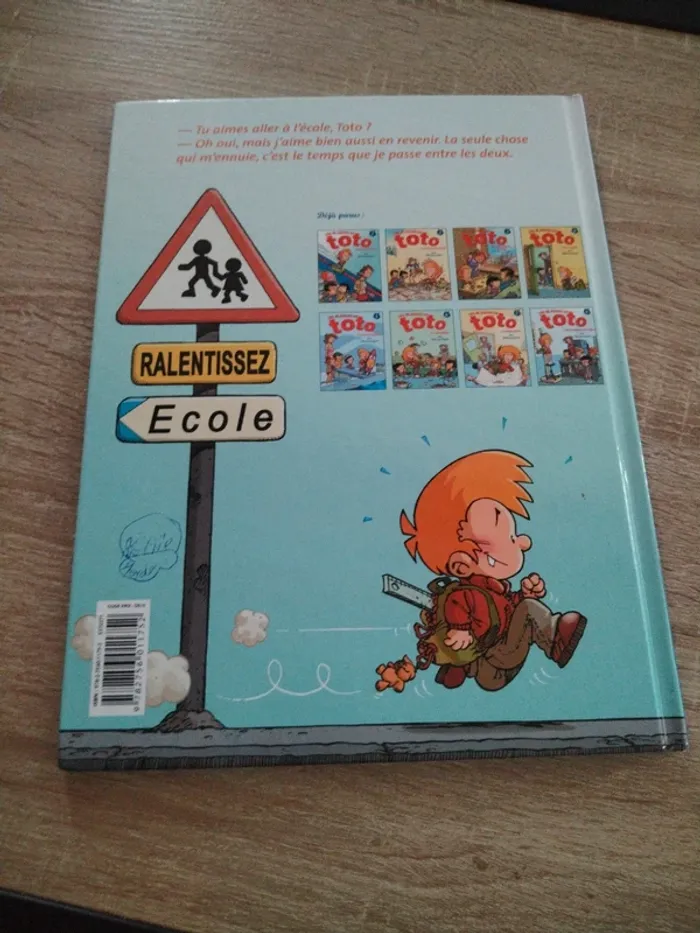 — Tu aimes aller à l'école, Toto ?
— Oh oui, mais j'aime bien aussi en revenir. La seule chose
qui m'ennuie, c'est le temps que je passe entre les deux.
Déjà parus :
toto
toto
toto
toto
toto
toto
toto
toto
RALENTISSEZ
Ecole
9782756011752